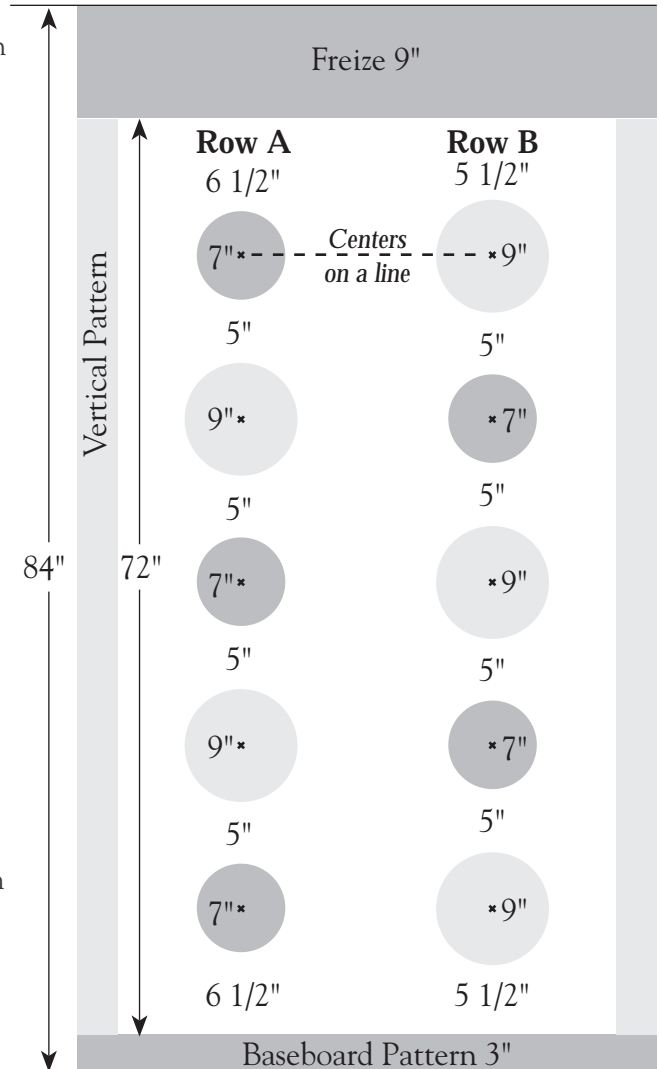 Freize 9"
Row A Row B
6 1/2" 5 1/2"
7" Centers 9"
on a line
5" 5"
Vertical Pattern
9" 7"
5" 5"
84" 72" 7" 9"
5" 5"
9" 7"
5" 5"
7" 9"
6 1/2" 5 1/2"
Baseboard Pattern 3"